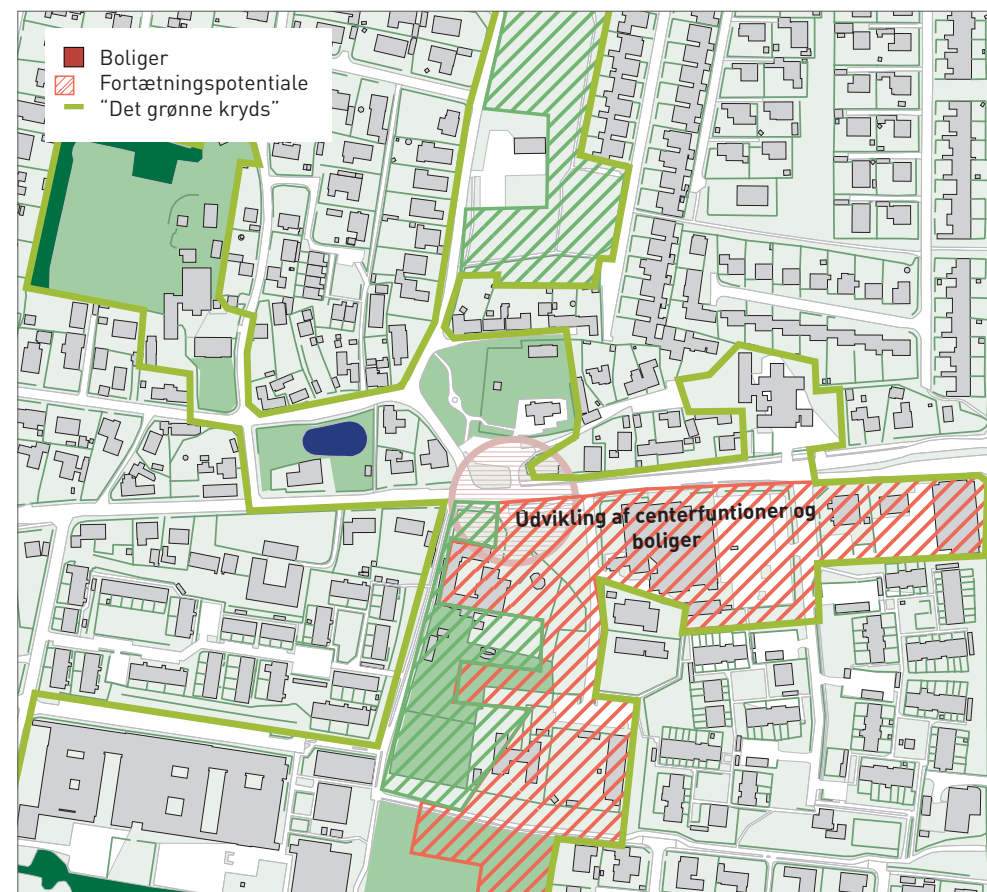 Boliger
Fortætningspotentiale
“Det grønne kryds”
Udvikling af centerfuntioner og
boliger